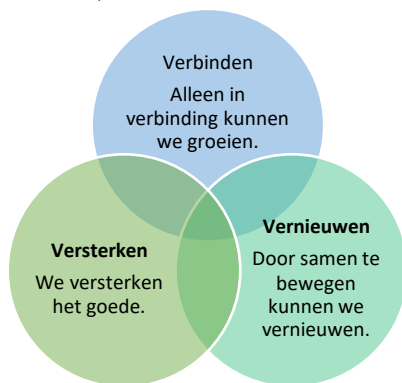 Verbinden
Alleen in
verbinding kunnen
we groeien.
Versterken
We versterken
het goede.
Vernieuwen
Door samen te
bewegen
kunnen we
vernieuwen.